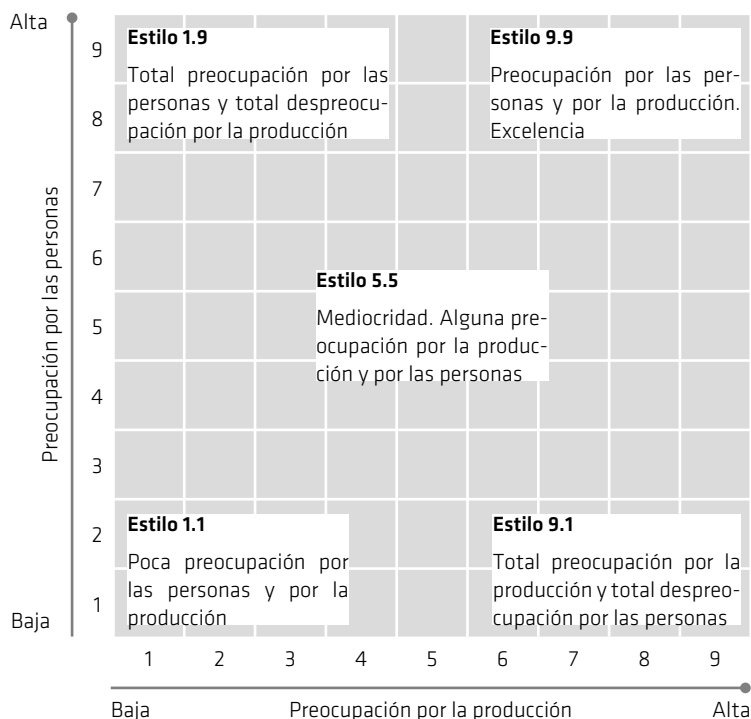 Alta
9
8
7
6
5
4
3
2
1
Baja
Preocupación por las personas
Estilo 1.9
Total preocupación por las
personas y total despreocu-
pación por la producción
Estilo 9.9
Preocupación por las per-
sonas y por la producción.
Excelencia
Estilo 5.5
Mediocridad. Alguna pre-
ocupación por la produc-
ción y por las personas
Estilo 1.1
Poca preocupación por
las personas y por la
producción
Estilo 9.1
Total preocupación por la
producción y total despreo-
cupación por las personas
1 2 3 4 5 6 7 8 9
Baja Preocupación por la producción Alta